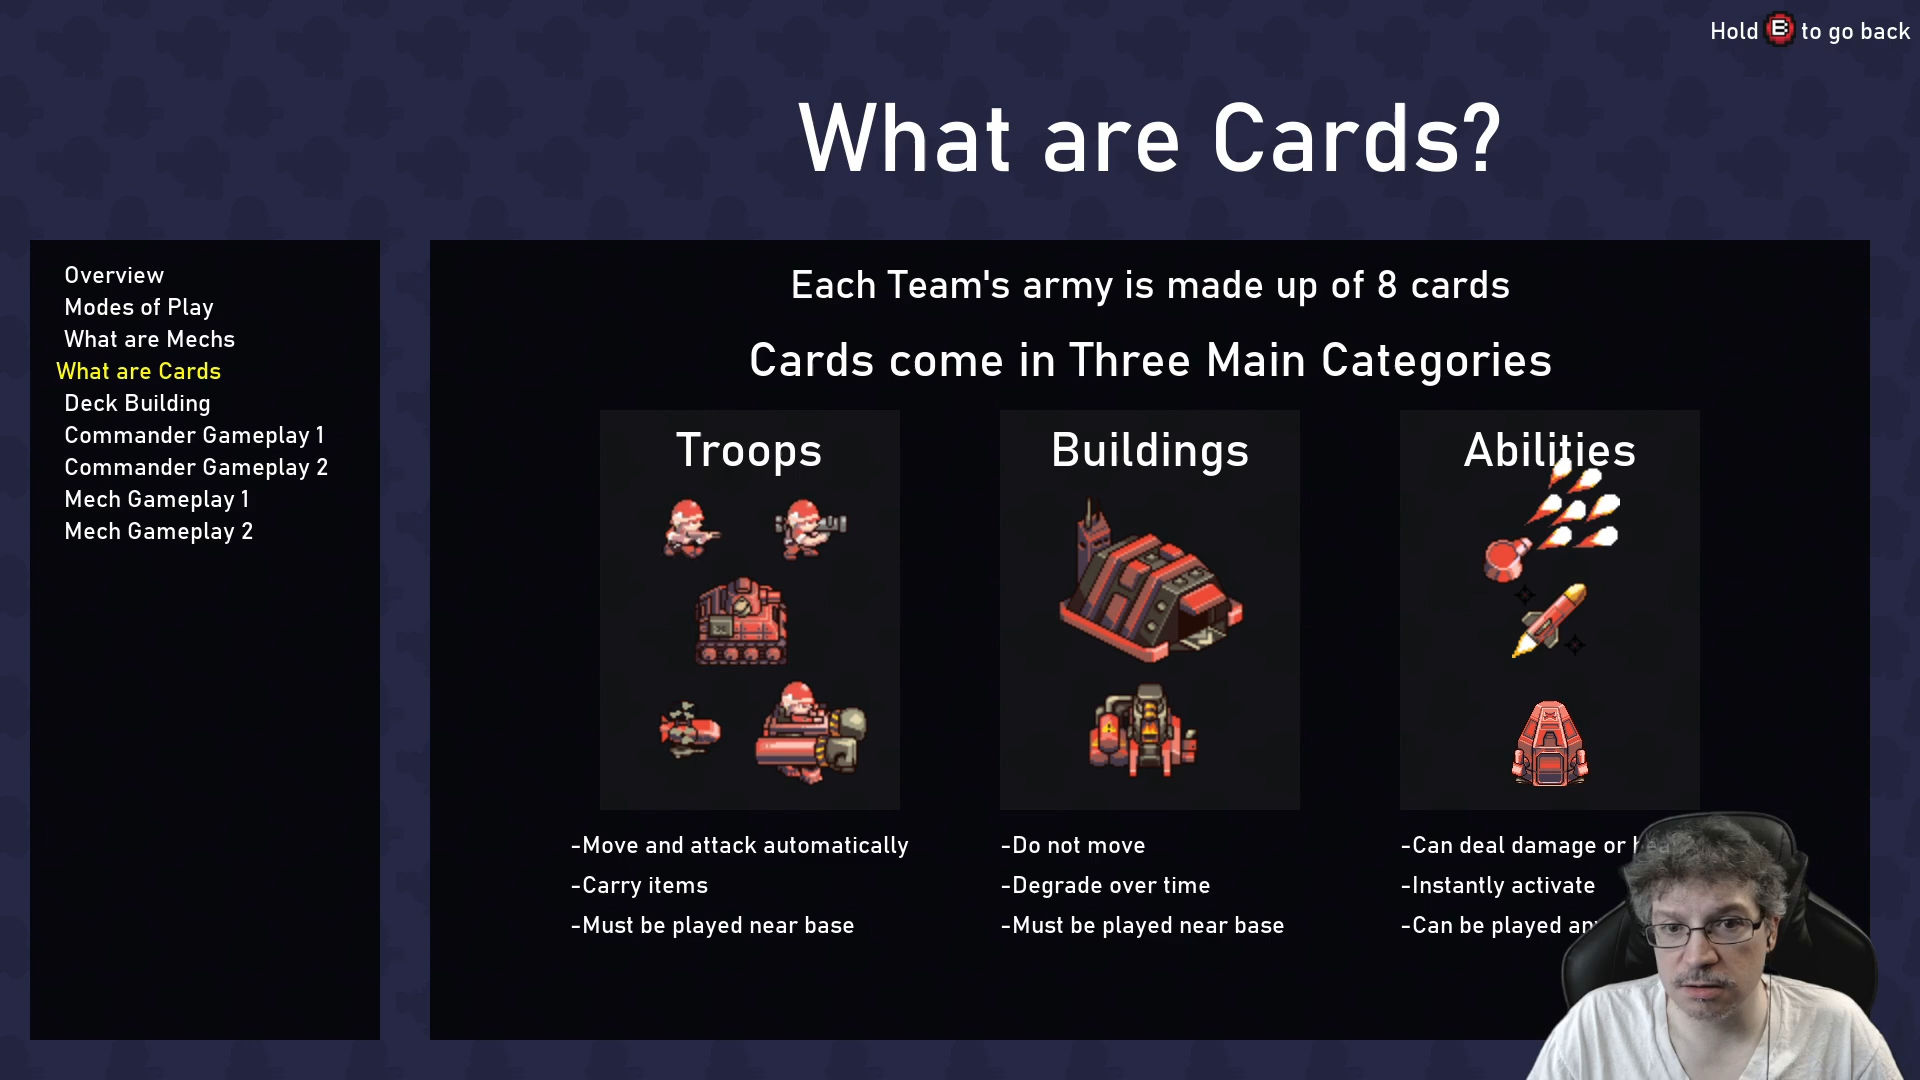 Hold B to go back
What are Cards?
Overview
Modes of Play
What are Mechs
What are Cards
Deck Building
Commander Gameplay 1
Commander Gameplay 2
Mech Gameplay 1
Mech Gameplay 2
Each Team's army is made up of 8 cards
Cards come in Three Main Categories
Troops
-Move and attack automatically
-Carry items
-Must be played near base
Buildings
-Do not move
-Degrade over time
-Must be played near base
Abilities
-Can deal damage or
-Instantly activate
-Can be played